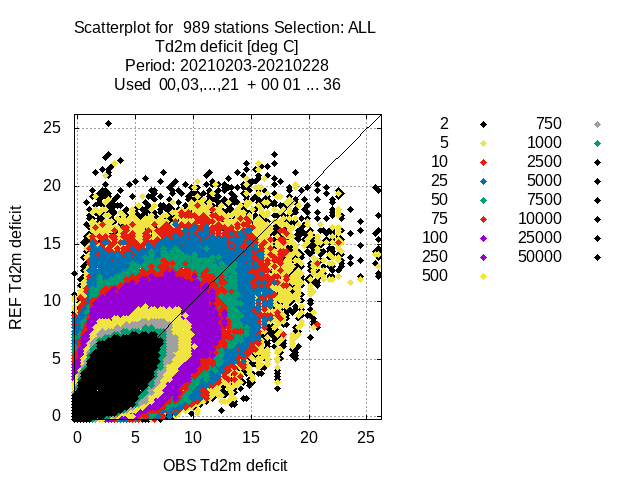 Scatterplot for  989 stations Selection: ALL
Td2m deficit [deg C]
Period: 20210203-20210228
Used  00,03,...,21  + 00 01 ... 36
REF Td2m deficit
25
20
15
10
5
0
0 5 10 15 20 25
OBS Td2m deficit
2 750
5 1000
10 2500
25 5000
50 7500
75 10000
100 25000
250 50000
500